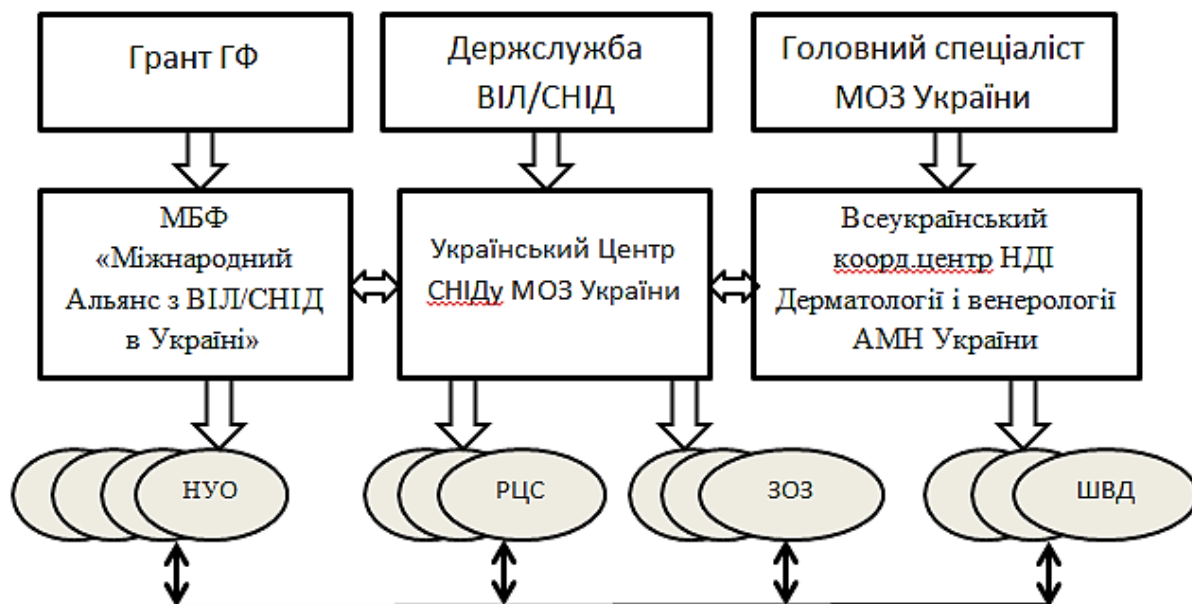 Грант ГФ
Держслужба
ВІЛ/СНІД
Головний спеціаліст
МОЗ України
МБФ
«Міжнародний
Альянс з ВІЛ/СНІД
в Україні»
Український Центр
СНІДу МОЗ України
Всеукраїнський
коорд.центр НДІ
Дерматології і венерології
АМН України
НУО
РЦС
ЗОЗ
ШВД